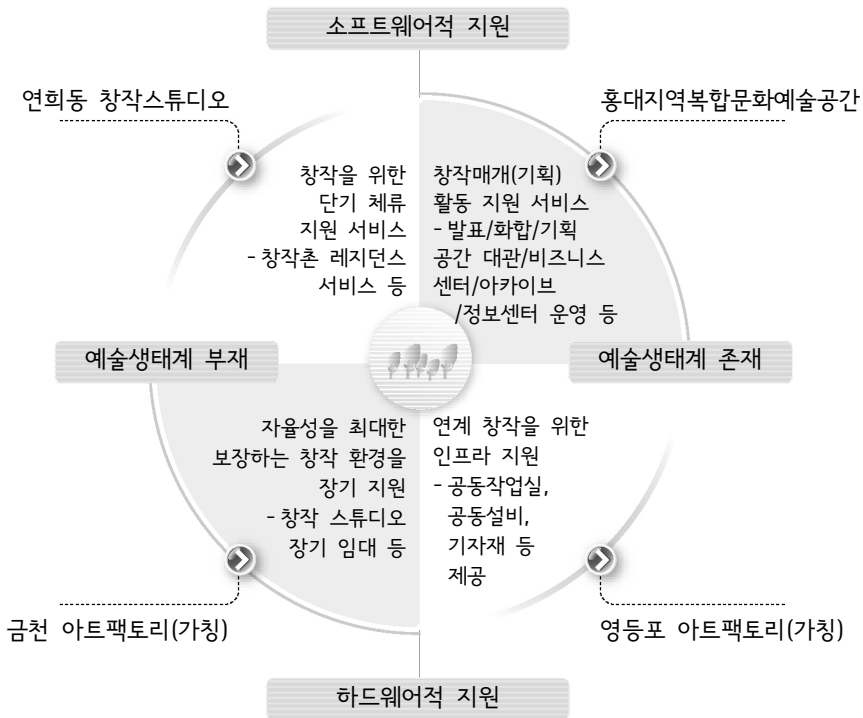 소프트웨어적 지원
연희동 창작스튜디오
홍대지역복합문화예술공간
창작을 위한
단기 체류
지원 서비스
- 창작촌 레지던스
서비스 등
창작매개(기획)
활동 지원 서비스
- 발표/화합/기획
공간 대관/비즈니스
센터/아카이브
/정보센터 운영 등
예술생태계 부재
예술생태계 존재
자율성을 최대한
보장하는 창작 환경을
장기 지원
- 창작 스튜디오
장기 임대 등
연계 창작을 위한
인프라 지원
- 공동작업실,
공동설비,
기자재 등
제공
금천 아트팩토리(가칭)
영등포 아트팩토리(가칭)
하드웨어적 지원